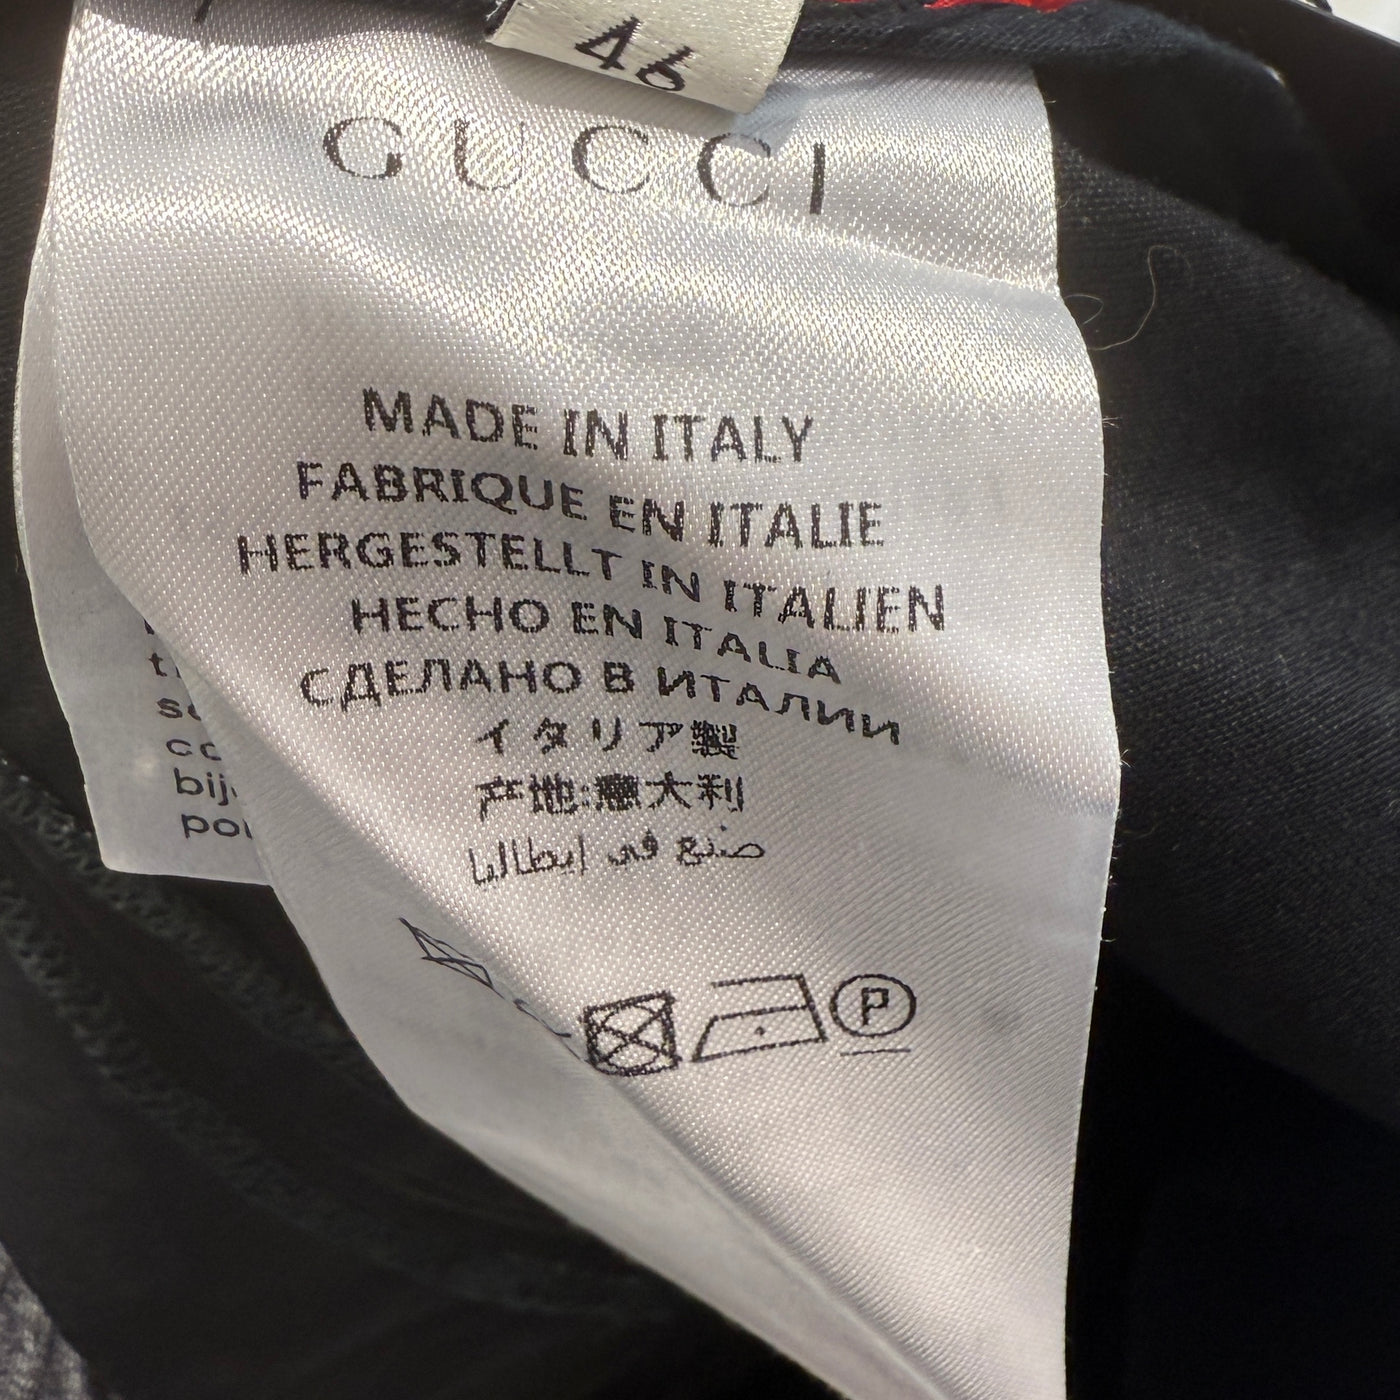 46
GUCCI
MADE IN ITALY
FABRIQUE EN ITALIE
HERGESTELLT IN ITALIEN
HECHO EN ITALIA
СДЕЛАНО В ИТАЛИИ
イタリア製
产地:意大利
صنع في إيطاليا
P